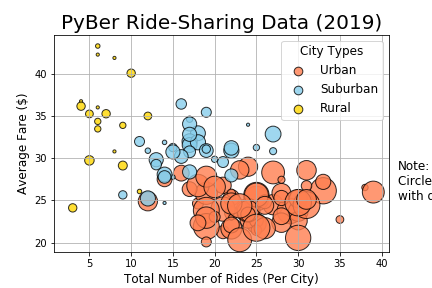 PyBer Ride-Sharing Data (2019)
City Types
Urban
Suburban
Rural
40
35
30
25
20
Average Fare ($)
5
10
15
20
25
30
35
40
Total Number of Rides (Per City)
Note:
Circle
with d